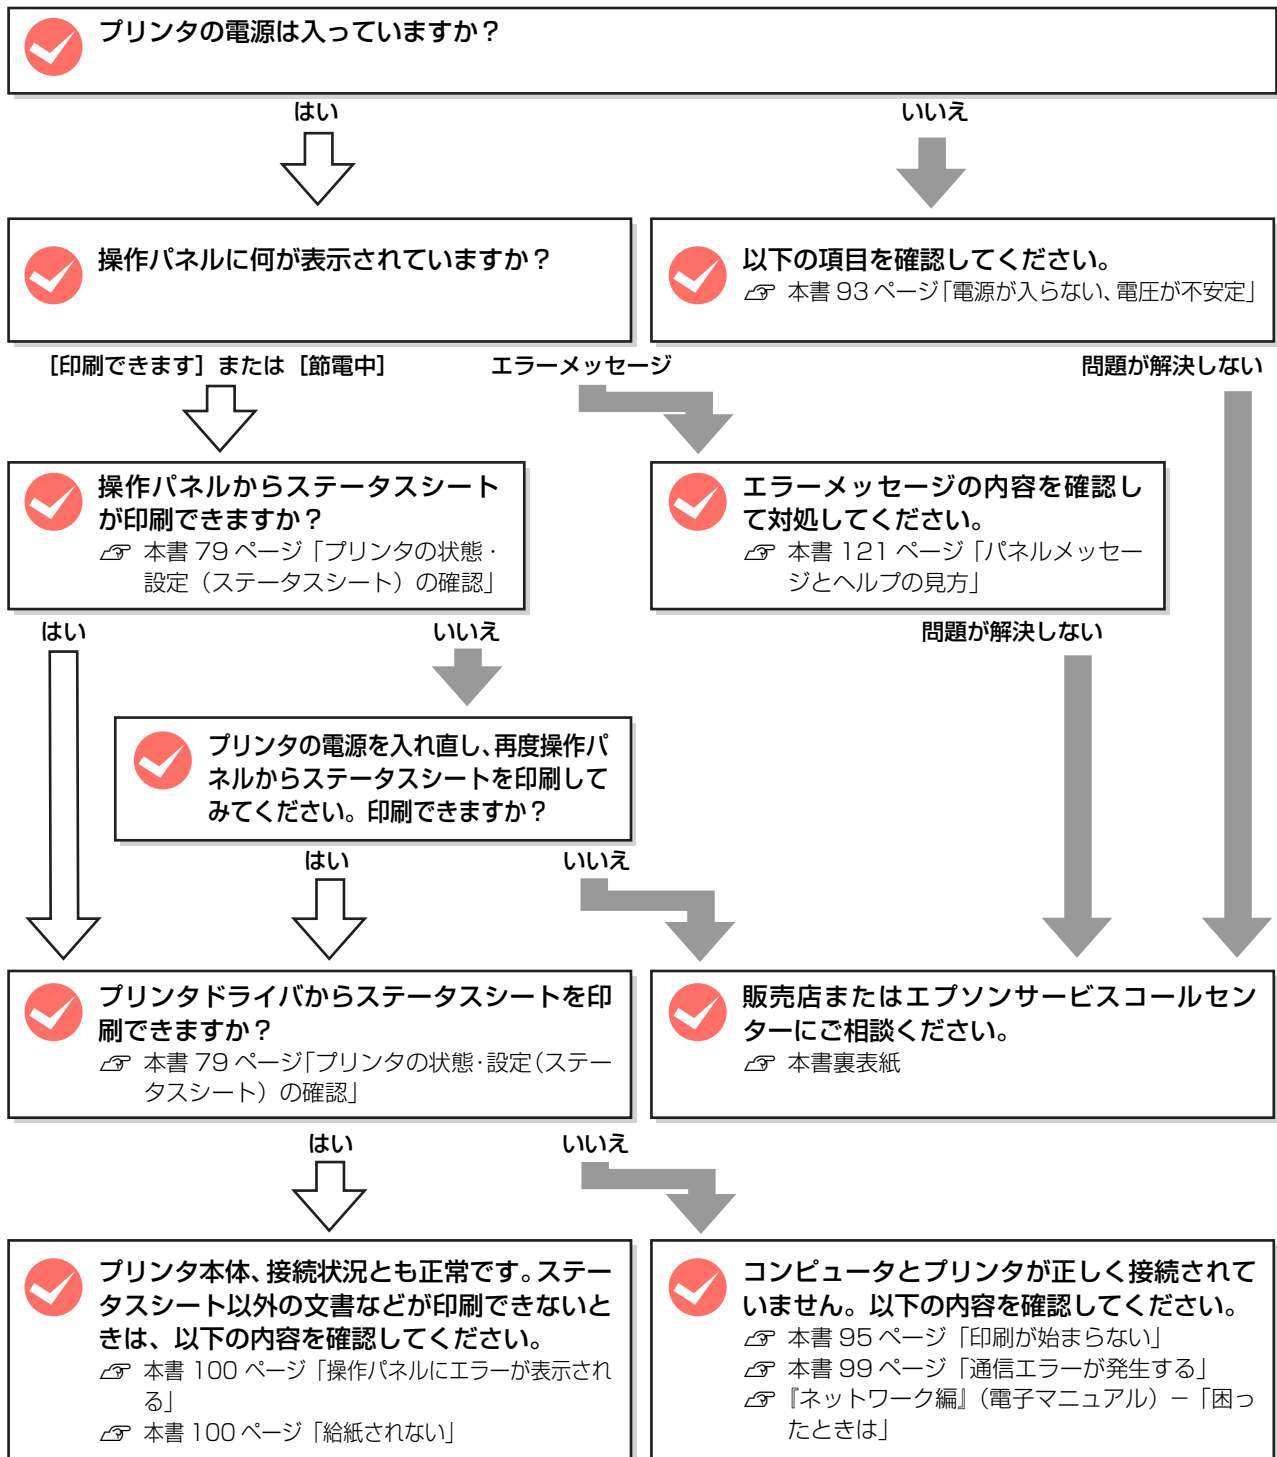 プリンタの電源は入っていますか？
はい
いいえ
操作パネルに何が表示されていますか？
以下の項目を確認してください。
本書 93 ページ「電源が入らない、電圧が不安定」
［印刷できます］または［節電中］
エラーメッセージ
問題が解決しない
操作パネルからステータスシート
が印刷できますか？
本書 79 ページ「プリンタの状態・
設定（ステータスシート）の確認」
エラーメッセージの内容を確認し
て対処してください。
本書 121 ページ「パネルメッセー
ジとヘルプの見方」
はい
いいえ
問題が解決しない
プリンタの電源を入れ直し、再度操作パ
ネルからステータスシートを印刷して
みてください。印刷できますか？
はい
いいえ
プリンタドライバからステータスシートを印
刷できますか？
本書 79 ページ「プリンタの状態・設定（ステー
タスシート）の確認」
販売店またはエプソンサービスコールセン
ターにご相談ください。
本書裏表紙
はい
いいえ
プリンタ本体、接続状況とも正常です。ステー
タスシート以外の文書などが印刷できないと
きは、以下の内容を確認してください。
本書 100 ページ「操作パネルにエラーが表示され
る」
本書 100 ページ「給紙されない」
コンピュータとプリンタが正しく接続されて
いません。以下の内容を確認してください。
本書 95 ページ「印刷が始まらない」
本書 99 ページ「通信エラーが発生する」
『ネットワーク編』（電子マニュアル）－「困っ
たときは」